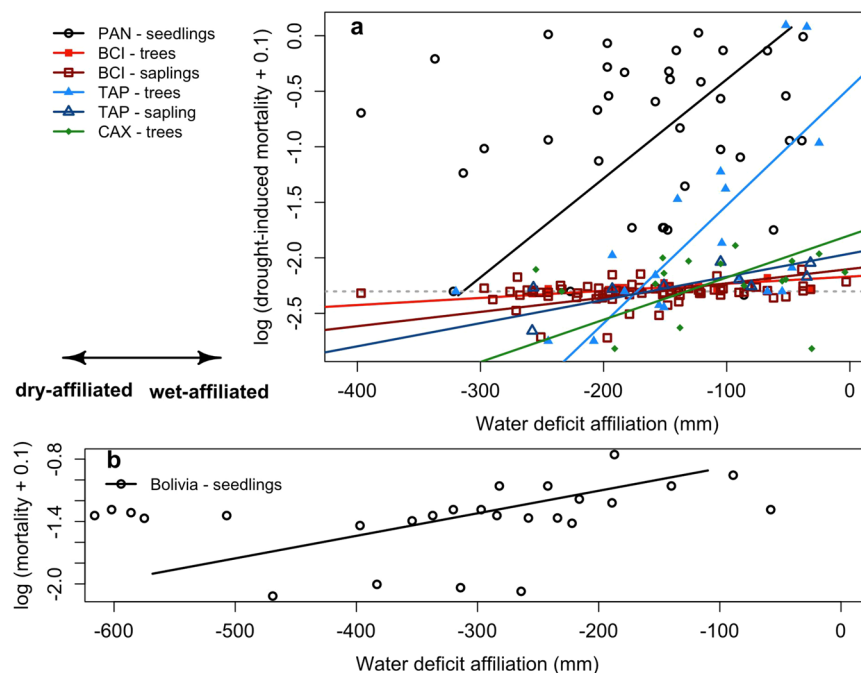 PAN - seedlings
BCI - trees
BCI - saplings
TAP - trees
TAP - sapling
CAX - trees
dry-affiliated wet-affiliated
a
log (drought-induced mortality + 0.1)
0.0
-0.5
-1.0
-1.5
-2.0
-2.5
-400 -300 -200 -100 0
Water deficit affiliation (mm)
b
Bolivia - seedlings
log (mortality + 0.1)
-0.8
-1.4
-2.0
-600 -500 -400 -300 -200 -100 0
Water deficit affiliation (mm)